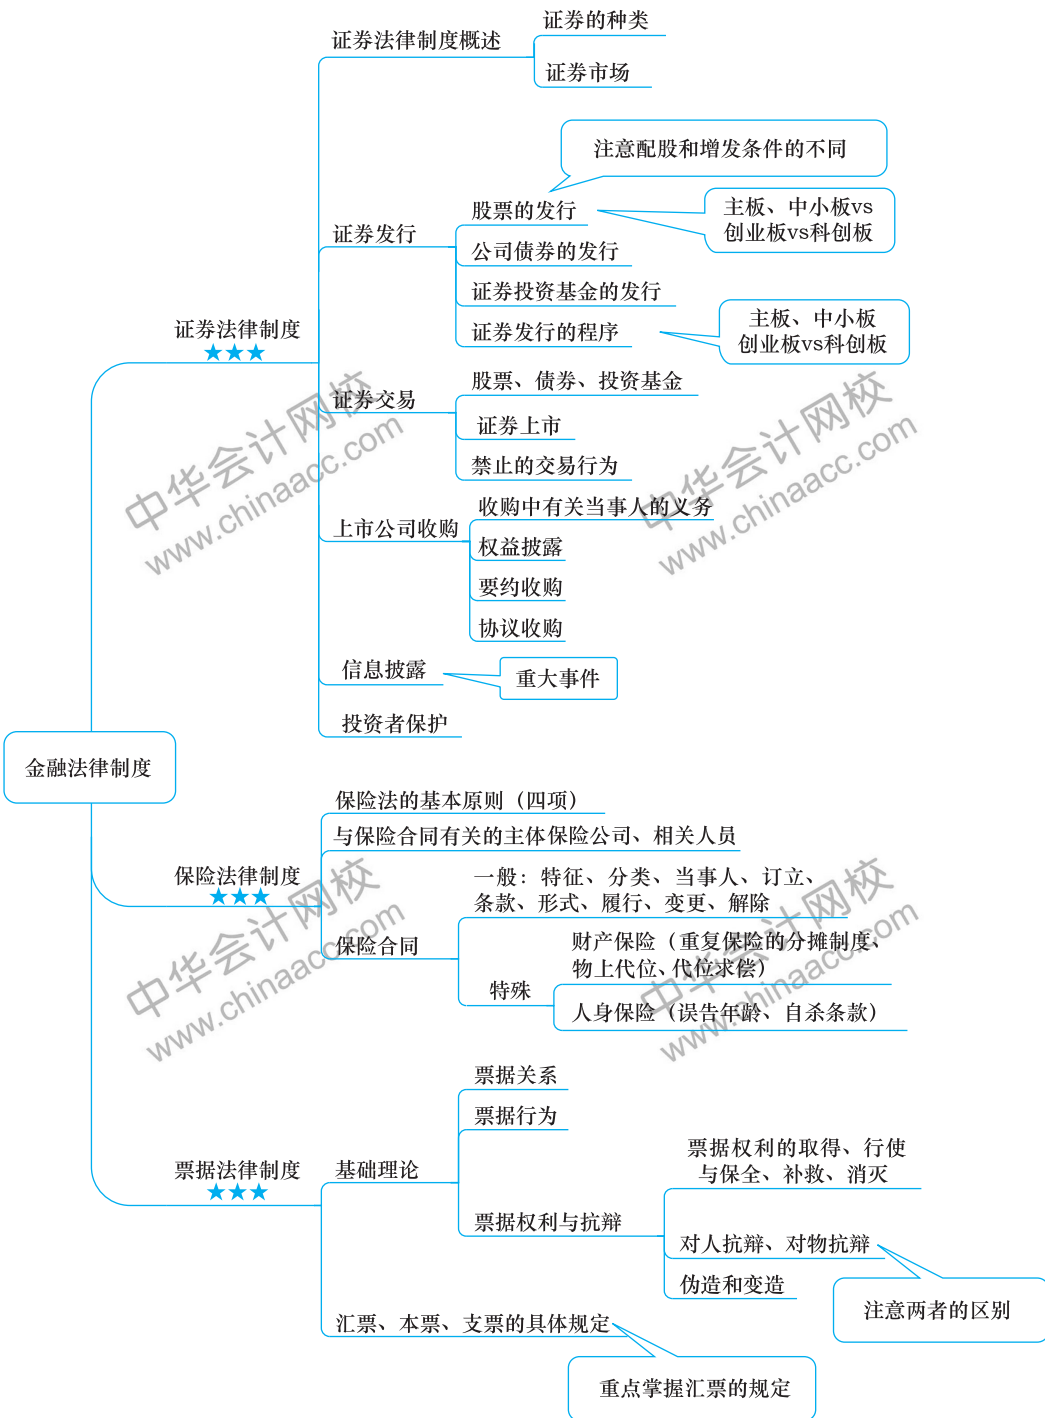 证券的种类
证券法律制度概述
证券市场
注意配股和增发条件的不同
股票的发行
主板、中小板vs
创业板vs科创板
证券发行
公司债券的发行
证券投资基金的发行
证券发行的程序
主板、中小板
创业板vs科创板
证券法律制度
★★★
股票、债券、投资基金
证券交易
证券上市
禁止的交易行为
收购中有关当事人的义务
上市公司收购
权益披露
要约收购
协议收购
信息披露
重大事件
投资者保护
金融法律制度
保险法的基本原则（四项）
与保险合同有关的主体保险公司、相关人员
保险法律制度
★★★
一般：特征、分类、当事人、订立、
条款、形式、履行、变更、解除
保险合同
财产保险（重复保险的分摊制度、
物上代位、代位求偿）
特殊
人身保险（误告年龄、自杀条款）
票据关系
票据行为
票据权利的取得、行使
与保全、补救、消灭
票据法律制度
★★★
基础理论
票据权利与抗辩
对人抗辩、对物抗辩
伪造和变造
注意两者的区别
汇票、本票、支票的具体规定
重点掌握汇票的规定
中华会计网校
www.chinaacc.com
中华会计网校
www.chinaacc.com
中华会计网校
www.chinaacc.com
中华会计网校
www.chinaacc.com